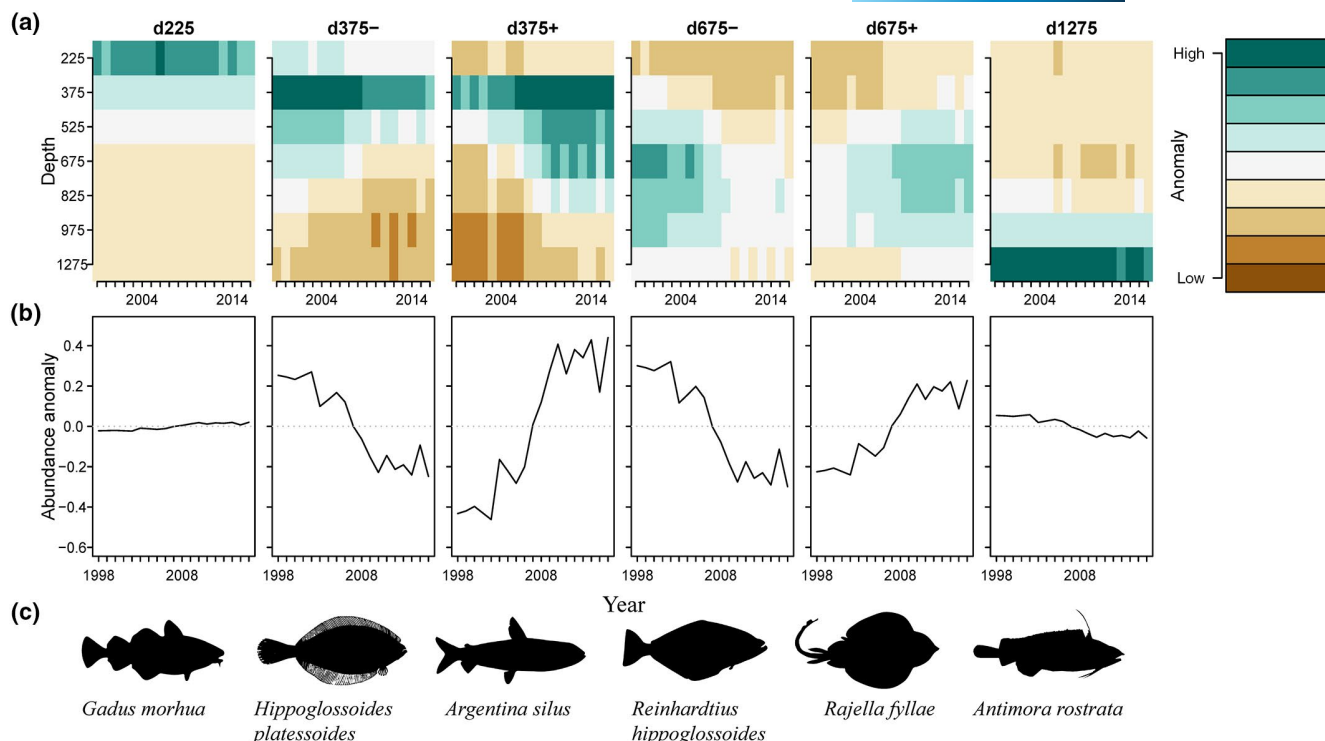 (a)
d225 d375− d375+ d675− d675+ d1275
Depth
225
375
525
675
825
975
1275
2004 2014 2004 2014 2004 2014 2004 2014 2004 2014 2004 2014
High
Anomaly
Low
(b)
Abundance anomaly
0.4
0.2
0.0
−0.2
−0.4
−0.6
1998 2008 1998 2008 1998 2008 1998 2008 1998 2008 1998 2008
Year
(c)
Gadus morhua Hippoglossoides Argentina silus Reinhardtius Rajella fyllae Antimora rostrata
platessoides hippoglossoides